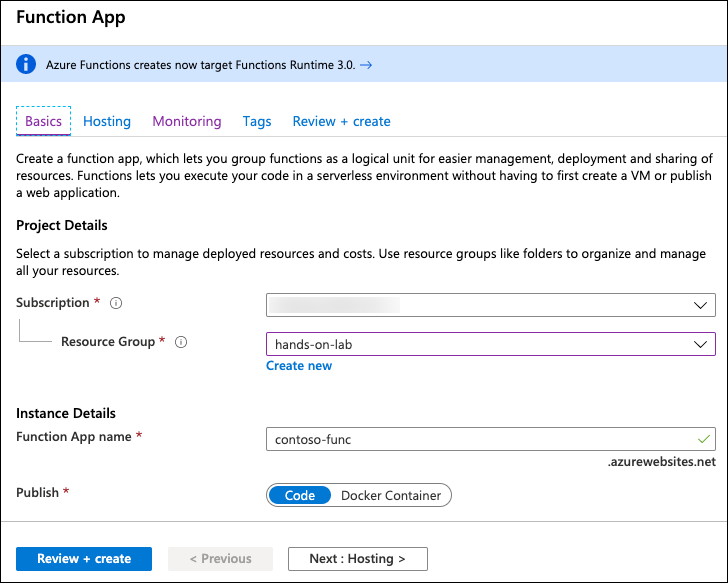 Function App
Azure Functions creates now target Functions Runtime 3.0. →
Basics Hosting Monitoring Tags Review + create
Create a function app, which lets you group functions as a logical unit for easier management, deployment and sharing of
resources. Functions lets you execute your code in a serverless environment without having to first create a VM or publish
a web application.
Project Details
Select a subscription to manage deployed resources and costs. Use resource groups like folders to organize and manage
all your resources.
Subscription *
Resource Group * hands-on-lab
Create new
Instance Details
Function App name * contoso-func
.azurewebsites.net
Publish * Code Docker Container
Review + create < Previous Next : Hosting >